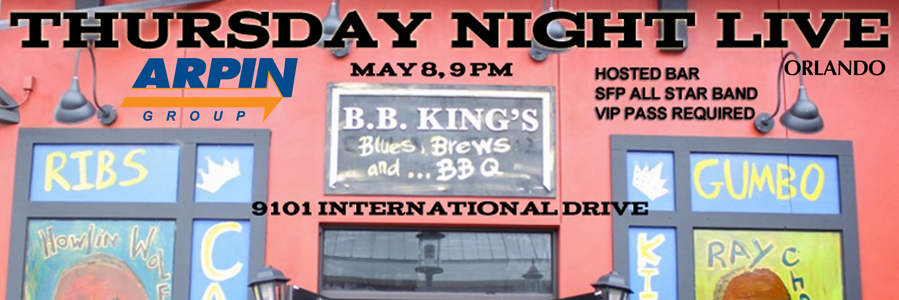 THURSDAY NIGHT LIVE
ORLANDO
ARPIN
GROUP
MAY 8, 9 PM
HOSTED BAR
SFP ALL STAR BAND
VIP PASS REQUIRED
B.B. KING'S
Blues, Brews
and ... BBQ
RIBS
GUMBO
9101 INTERNATIONAL DRIVE
Howlin Wolf
RAY